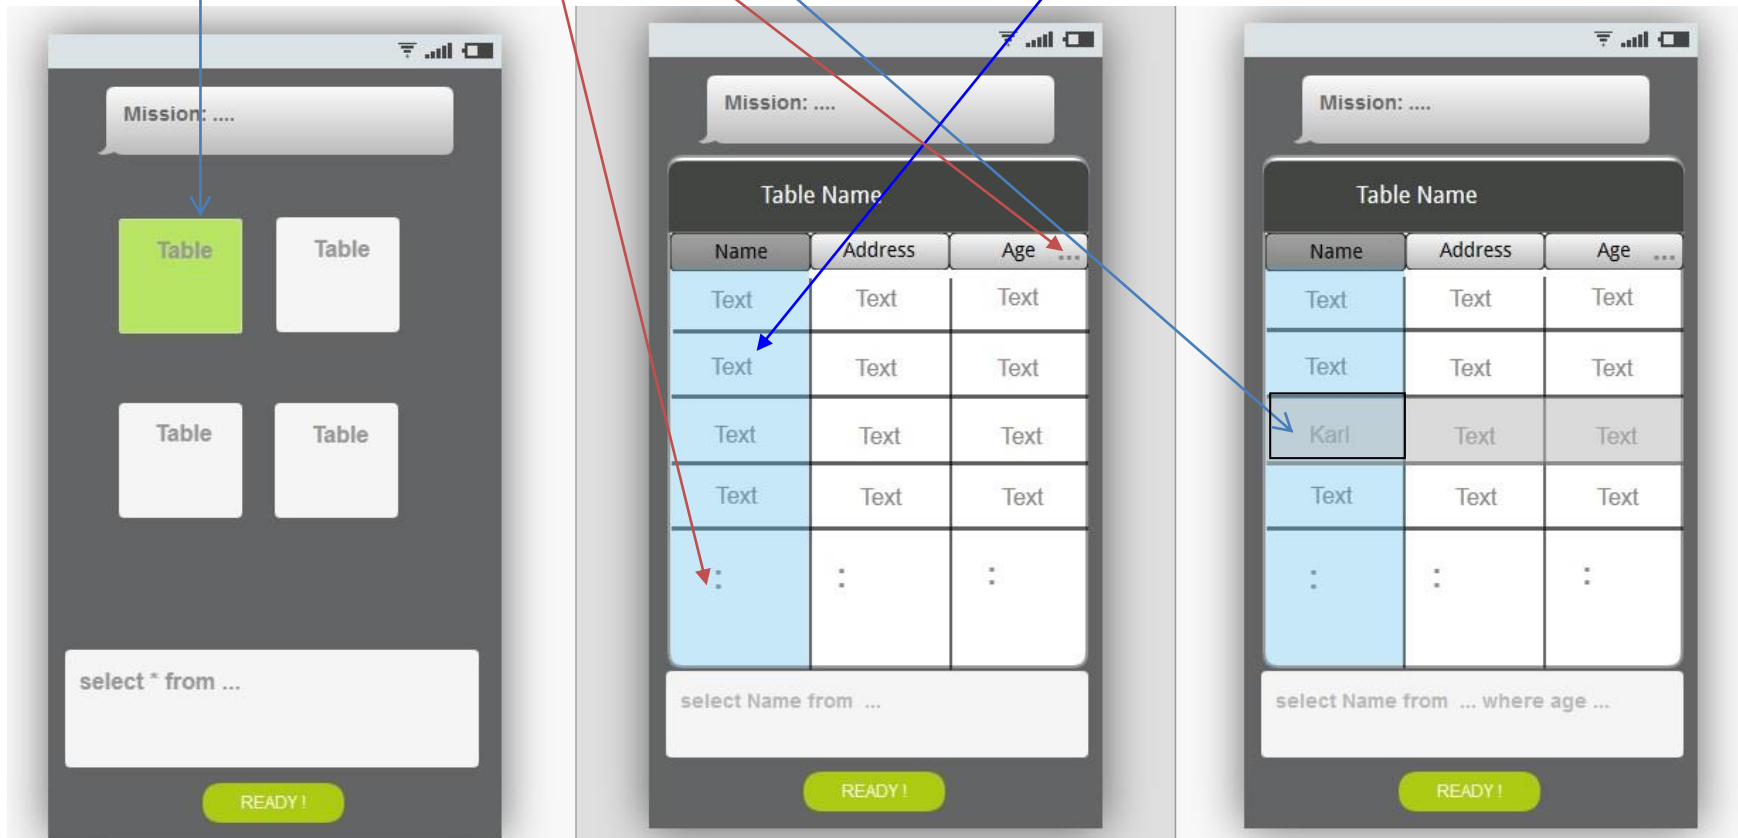 Mission: ....
Table
Table
Table
Table
select * from ...
READY !
Mission: ....
Table Name
Name Address Age ...
Text Text Text
Text Text Text
Text Text Text
Text Text Text
: : :
select Name from ...
READY !
Mission: ....
Table Name
Name Address Age ...
Text Text Text
Text Text Text
Karl Text Text
Text Text Text
: : :
select Name from ... where age ...
READY !